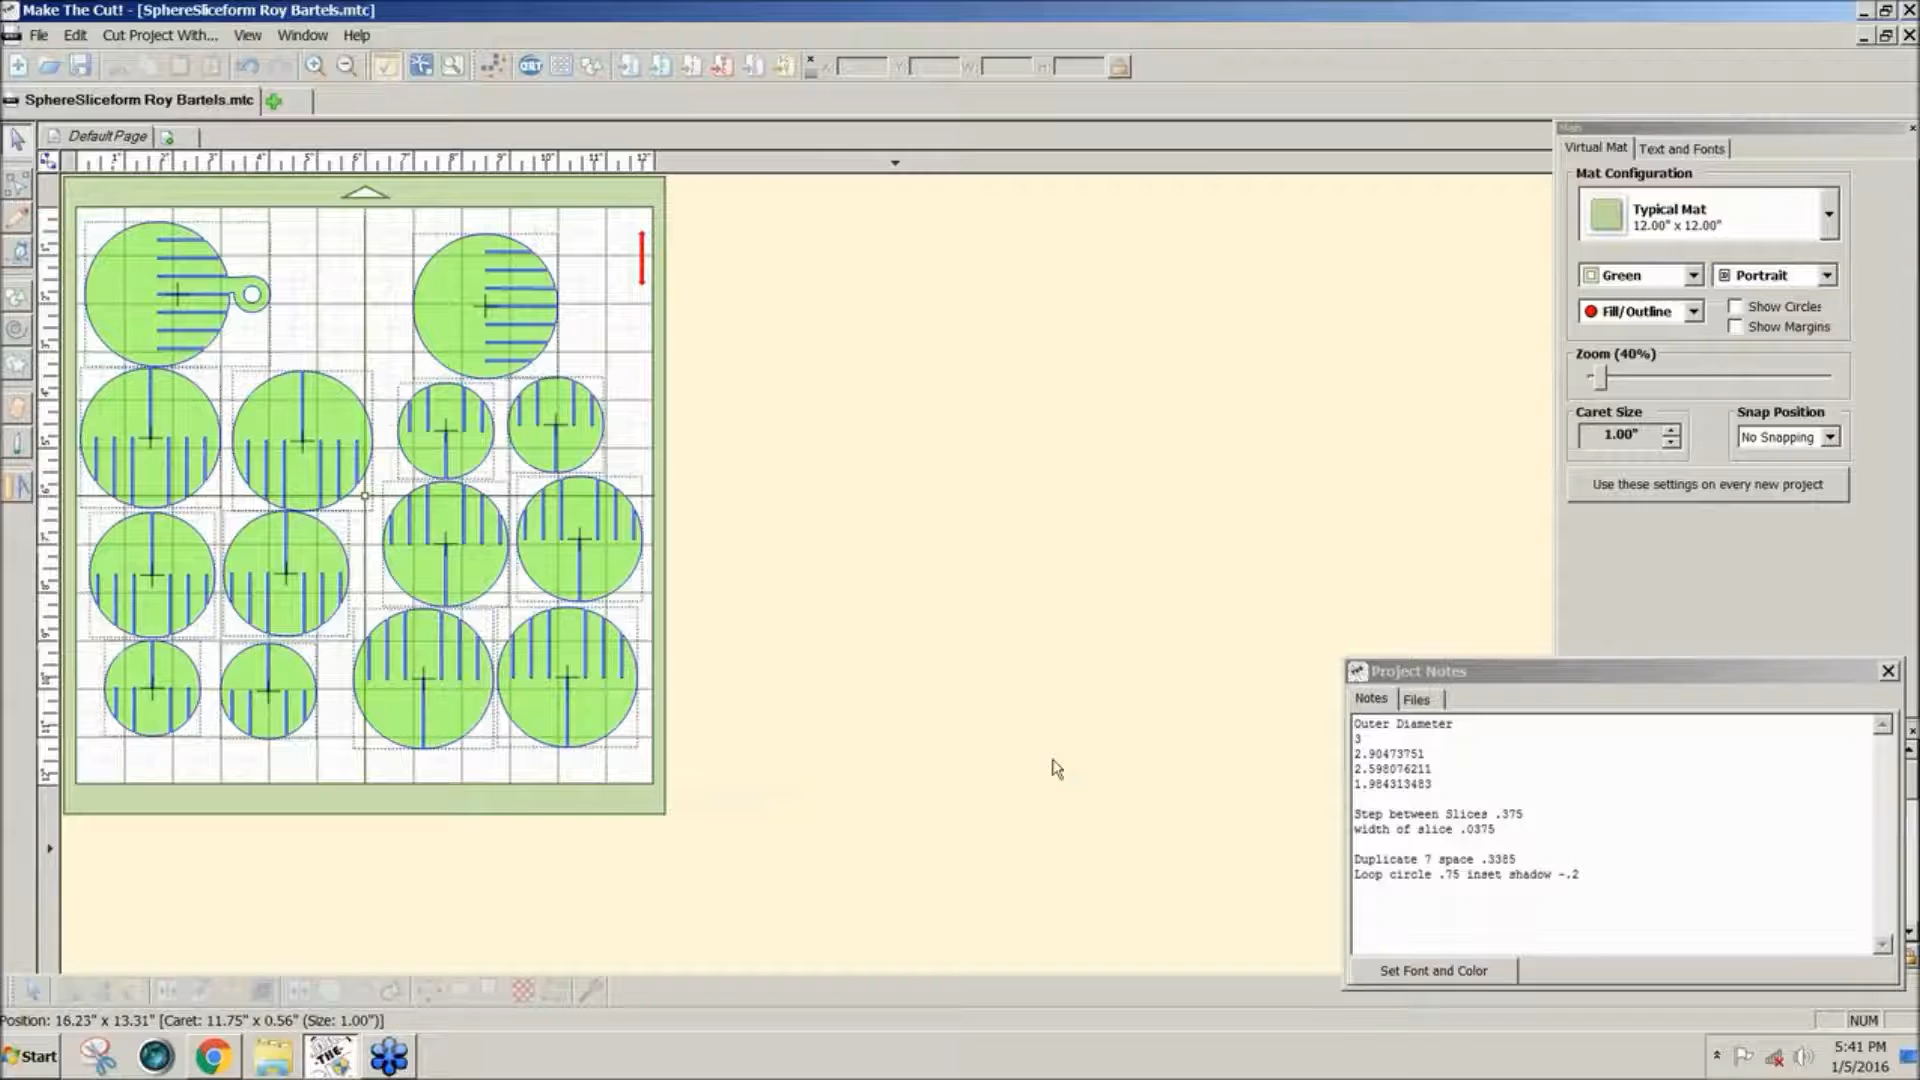 Make The Cut! - [SphereSliceform Roy Bartels.mtc]
File Edit Cut Project With... View Window Help
SphereSliceform Roy Bartels.mtc
DefaultPage
Virtual Mat Text and Fonts
Mat Configuration
Typical Mat
12.00" x 12.00"
Green Portrait
Fill/Outline Show Circles
Show Margins
Zoom (40%)
Caret Size Snap Position
1.00" No Snapping
Use these settings on every new project
Project Notes
Notes Files
Outer Diameter
3
2.90473751
2.598076211
1.984313483
Step between Slices .375
width of slice .0375
Duplicate 7 space .3385
Loop circle .75 inset shadow -.2
Set Font and Color
Position: 16.23" x 13.31" [Caret: 11.75" x 0.56" (Size: 1.00")]
NUM
Start
5:41 PM
1/5/2016